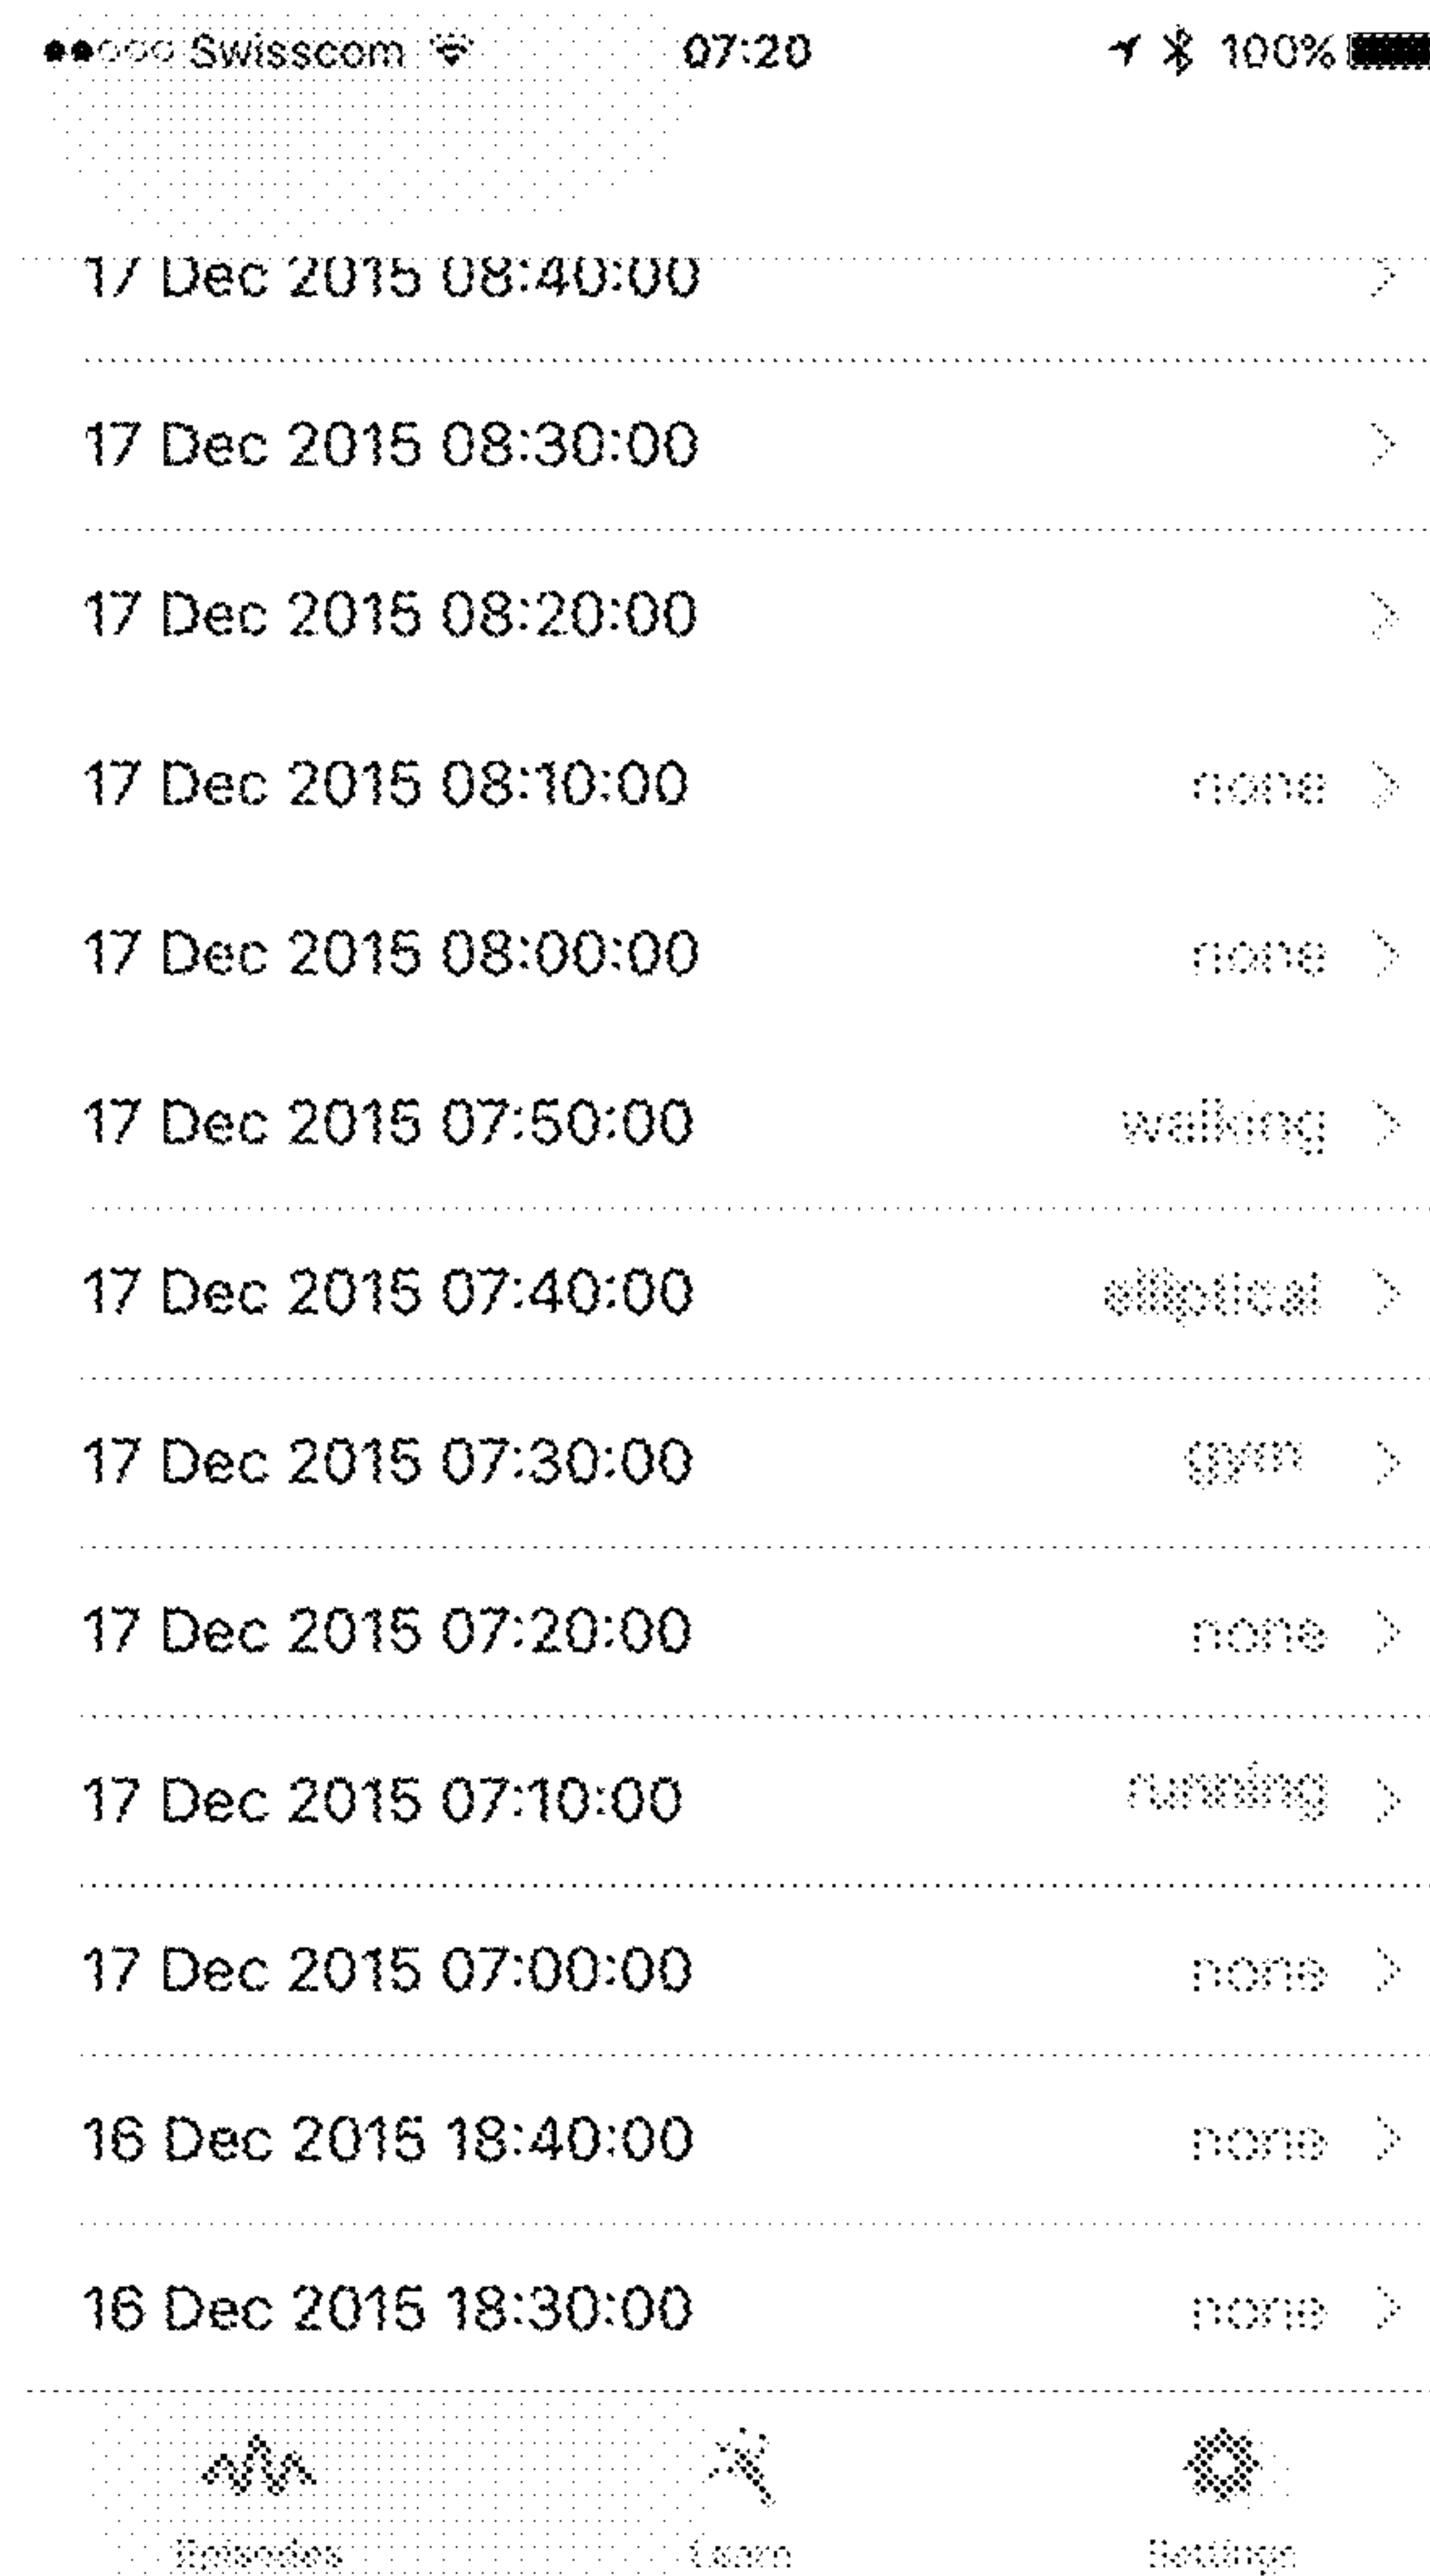 Swisscom 07:20 100%
17 Dec 2015 08:40:00
17 Dec 2015 08:30:00
17 Dec 2015 08:20:00
17 Dec 2015 08:10:00 none
17 Dec 2015 08:00:00 none
17 Dec 2015 07:50:00 walking
17 Dec 2015 07:40:00 elliptical
17 Dec 2015 07:30:00 gym
17 Dec 2015 07:20:00 none
17 Dec 2015 07:10:00 running
17 Dec 2015 07:00:00 none
16 Dec 2015 18:40:00 none
16 Dec 2015 18:30:00 none
Episodes Learn Settings